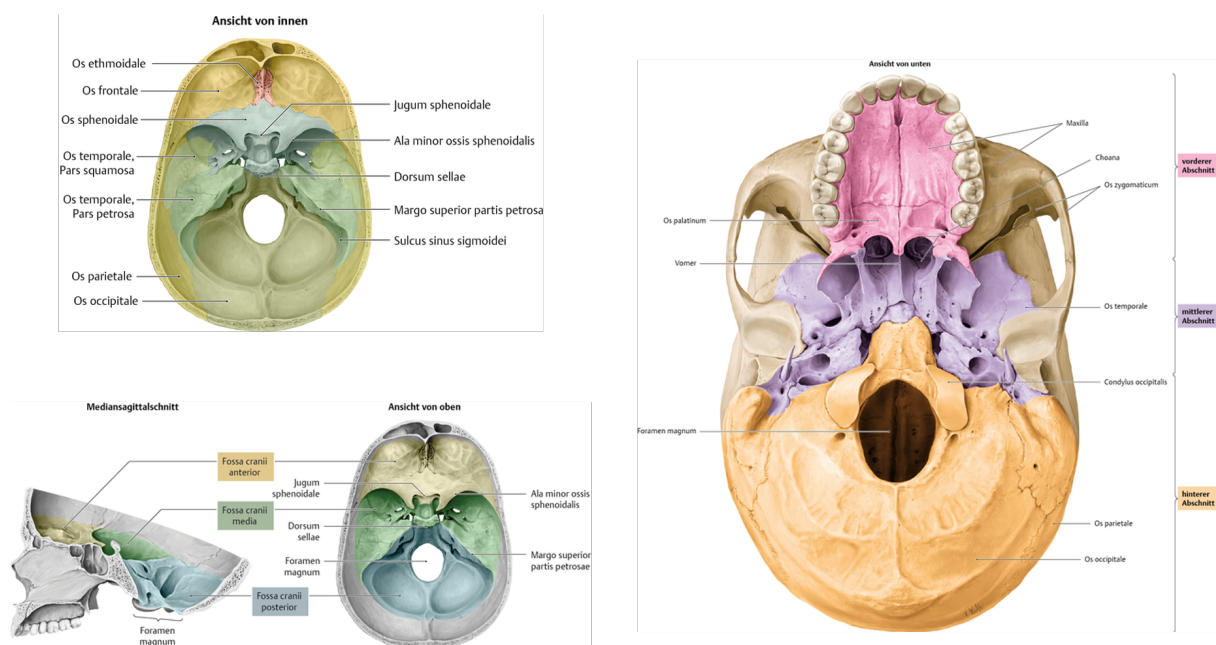 Ansicht von innen
Os ethmoidale
Os frontale
Os sphenoidale
Os temporale,
Pars squamosa
Os temporale,
Pars petrosa
Os parietale
Os occipitale
Jugum sphenoidale
Ala minor ossis sphenoidalis
Dorsum sellae
Margo superior partis petrosa
Sulcus sinus sigmoidei
Mediansagittalschnitt
Ansicht von oben
Fossa cranii
anterior
Jugum
sphenoidale
Fossa cranii
media
Dorsum
sellae
Foramen
magnum
Fossa cranii
posterior
Foramen
magnum
Ala minor ossis
sphenoidalis
Margo superior
partis petrosae
Ansicht von unten
Maxilla
Choana
Os zygomaticum
Os palatinum
Vomer
Os temporale
Condylus occipitalis
Foramen magnum
Os parietale
Os occipitale
vorderer
Abschnitt
mittlerer
Abschnitt
hinterer
Abschnitt